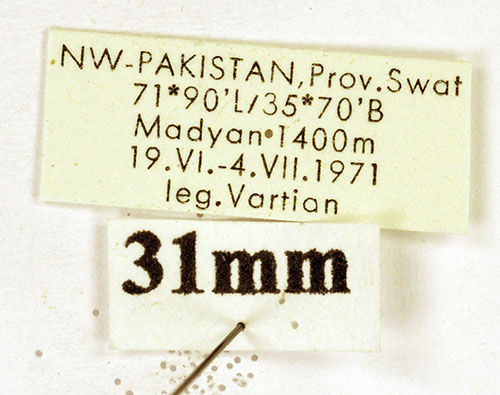 NW-PAKISTAN, Prov. Swat
71*90'L/35*70'B
Madyan 1400m
19.VI.-4.VII.1971
leg. Vartian
31mm